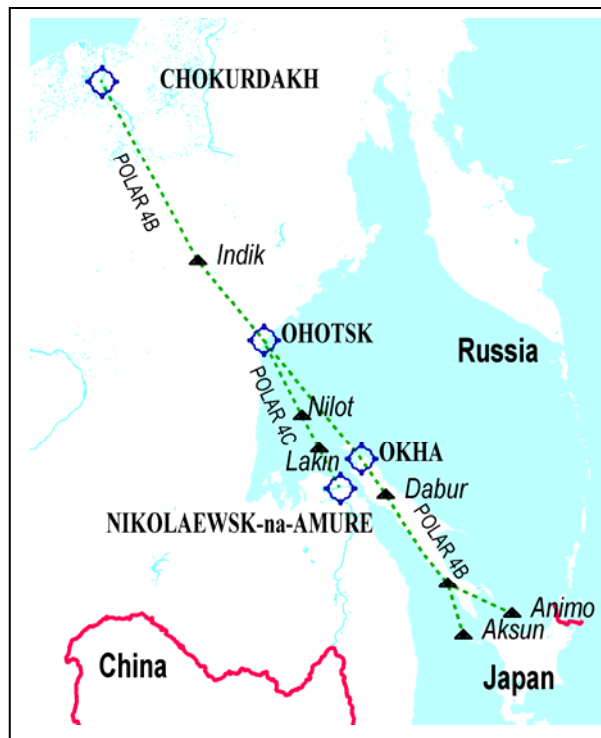 CHOKURDAKH
POLAR 4B
Indik
OHOTSK
Russia
POLAR 4C
Nilot
OKHA
Lakin
Dabur
NIKOLAEWSK-na-AMURE
POLAR 4B
Animo
Aksun
China
Japan